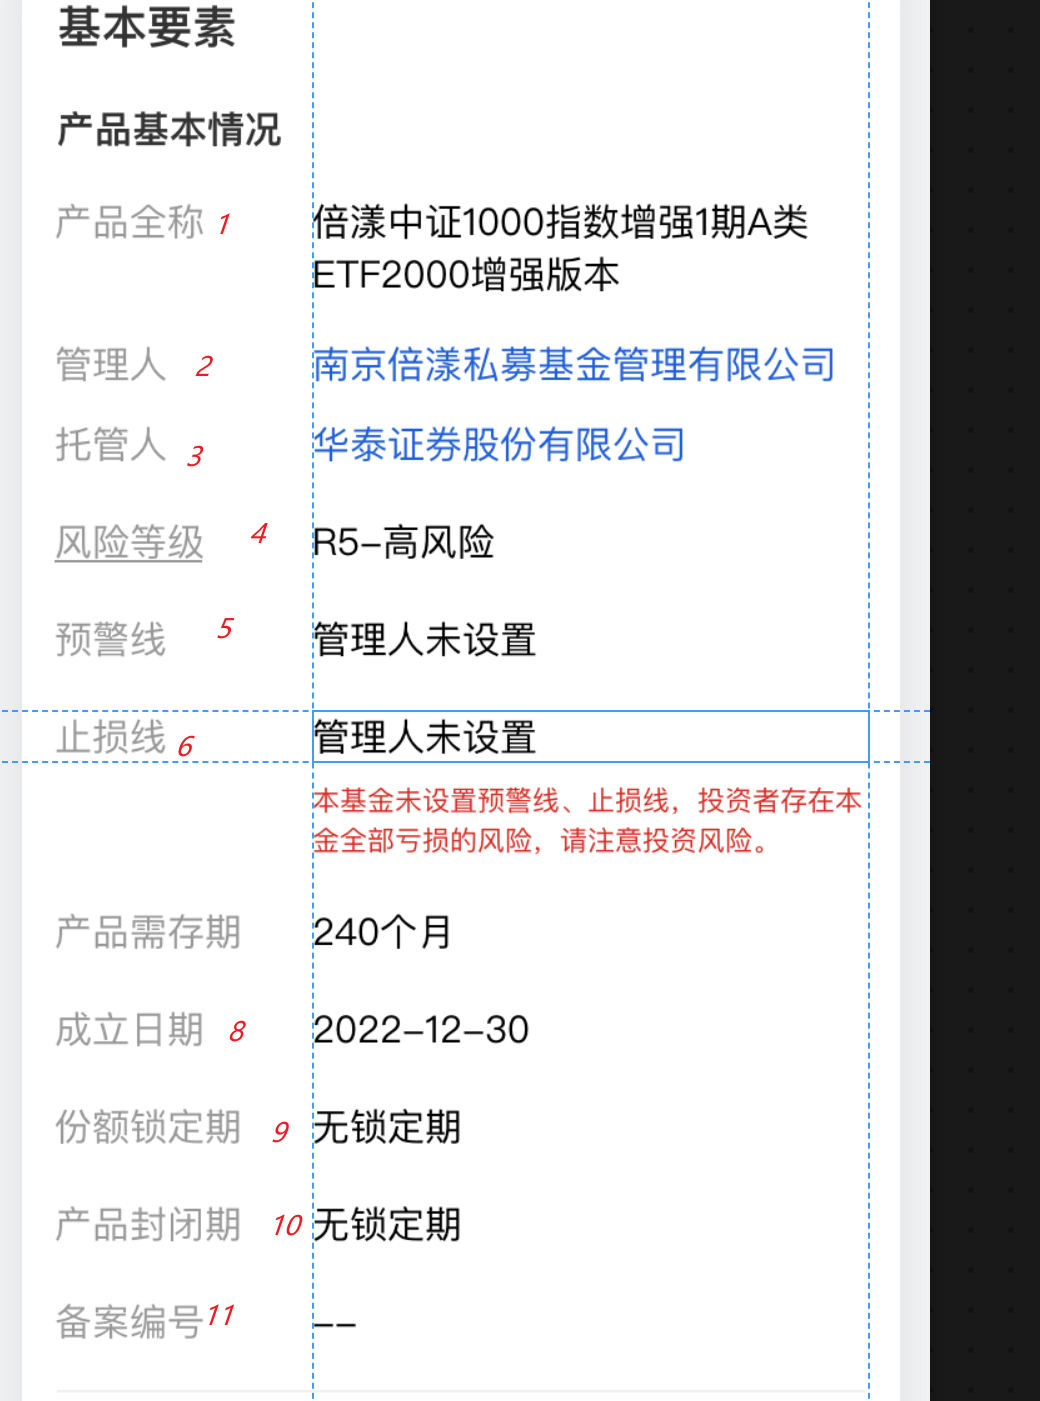 基本要素
产品基本情况
产品全称 1 倍漾中证1000指数增强1期A类
ETF2000增强版本
管理人 2 南京倍漾私募基金管理有限公司
托管人 3 华泰证券股份有限公司
风险等级 4 R5-高风险
预警线 5 管理人未设置
止损线 6 管理人未设置
本基金未设置预警线、止损线，投资者存在本
金全部亏损的风险，请注意投资风险。
产品需存期 240个月
成立日期 8 2022-12-30
份额锁定期 9 无锁定期
产品封闭期 10 无锁定期
备案编号 11 --